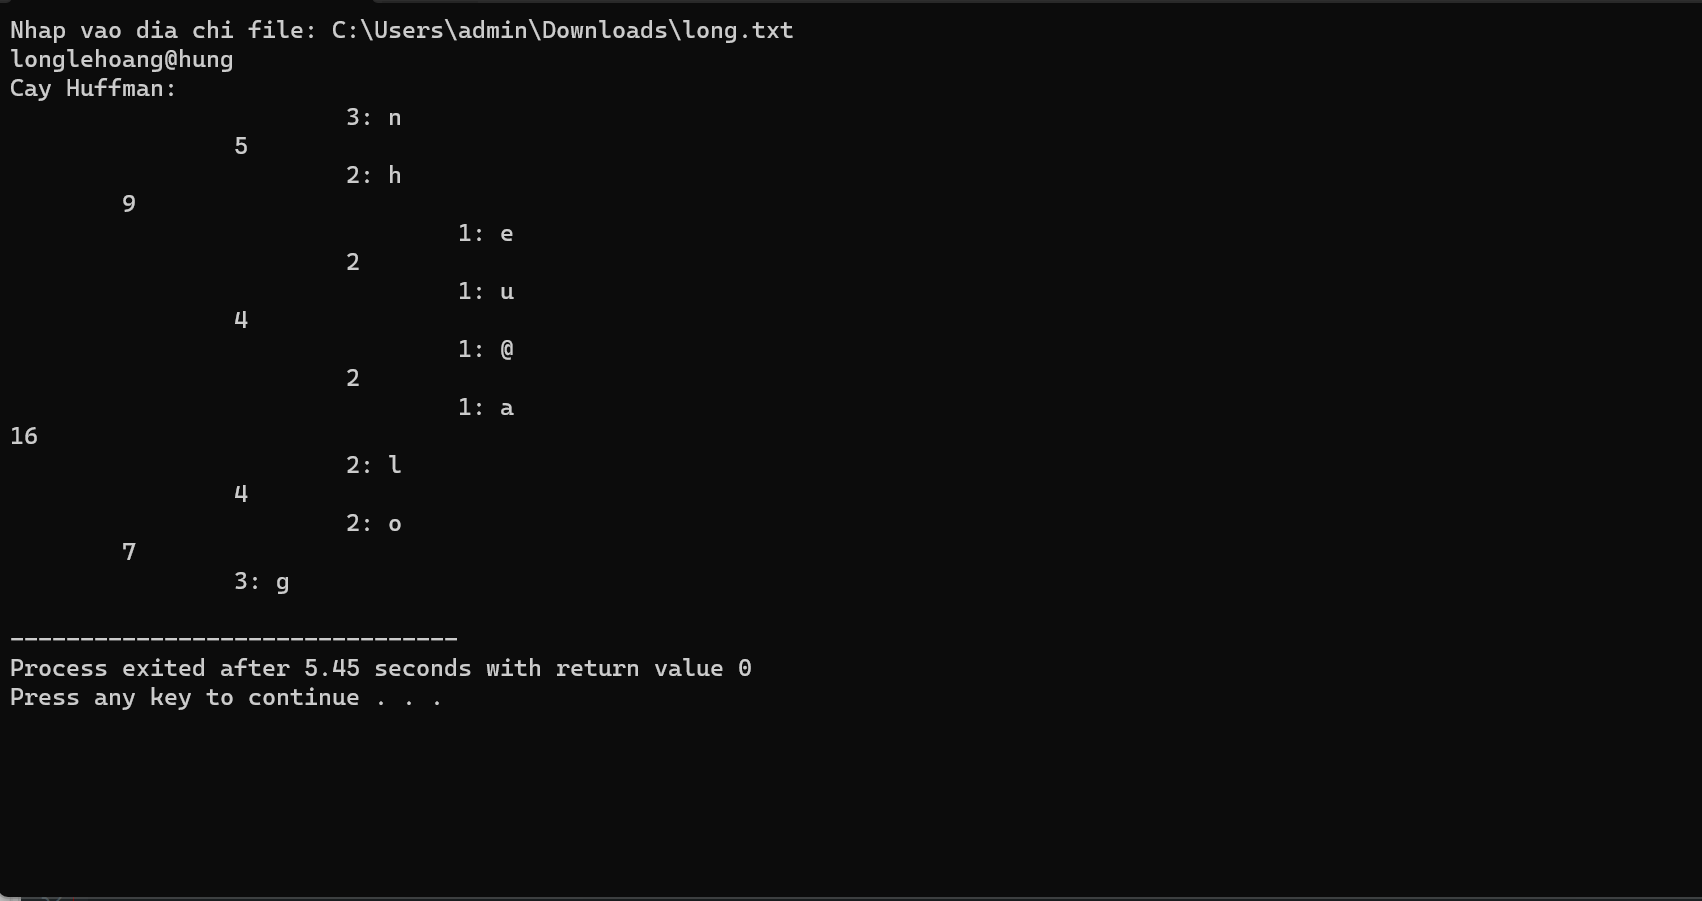 Nhap vao dia chi file: C:\Users\admin\Downloads\long.txt
longlehoang@hung
Cay Huffman:
                        3: n
                5
                        2: h
        9
                                1: e
                        2
                                1: u
                4
                                1: @
                        2
                                1: a
16
                        2: l
                4
                        2: o
        7
                3: g

--------------------------------
Process exited after 5.45 seconds with return value 0
Press any key to continue . . .